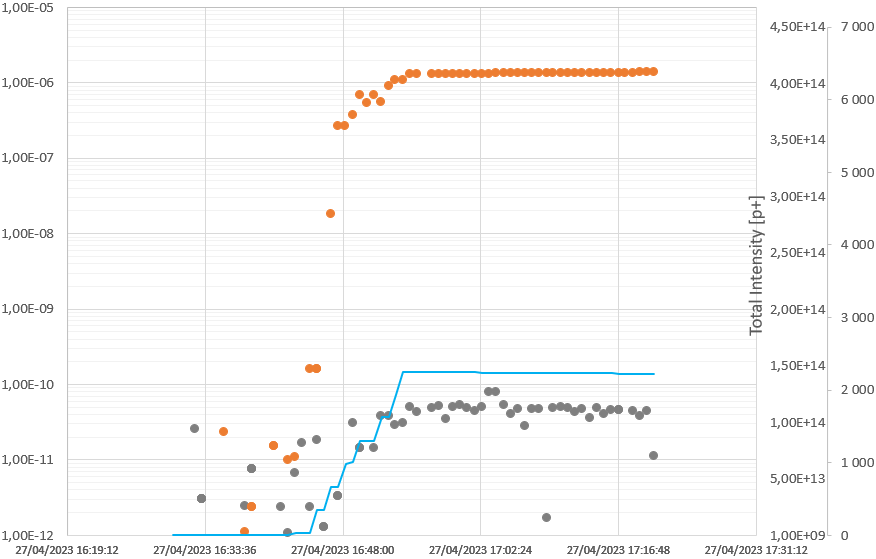 1,00E-05
1,00E-06
1,00E-07
1,00E-08
1,00E-09
1,00E-10
1,00E-11
1,00E-12
27/04/2023 16:19:12
27/04/2023 16:33:36
27/04/2023 16:48:00
27/04/2023 17:02:24
27/04/2023 17:16:48
27/04/2023 17:31:12
Total Intensity [p+]
4,50E+14
4,00E+14
3,50E+14
3,00E+14
2,50E+14
2,00E+14
1,50E+14
1,00E+14
5,00E+13
1,00E+09
7 000
6 000
5 000
4 000
3 000
2 000
1 000
0